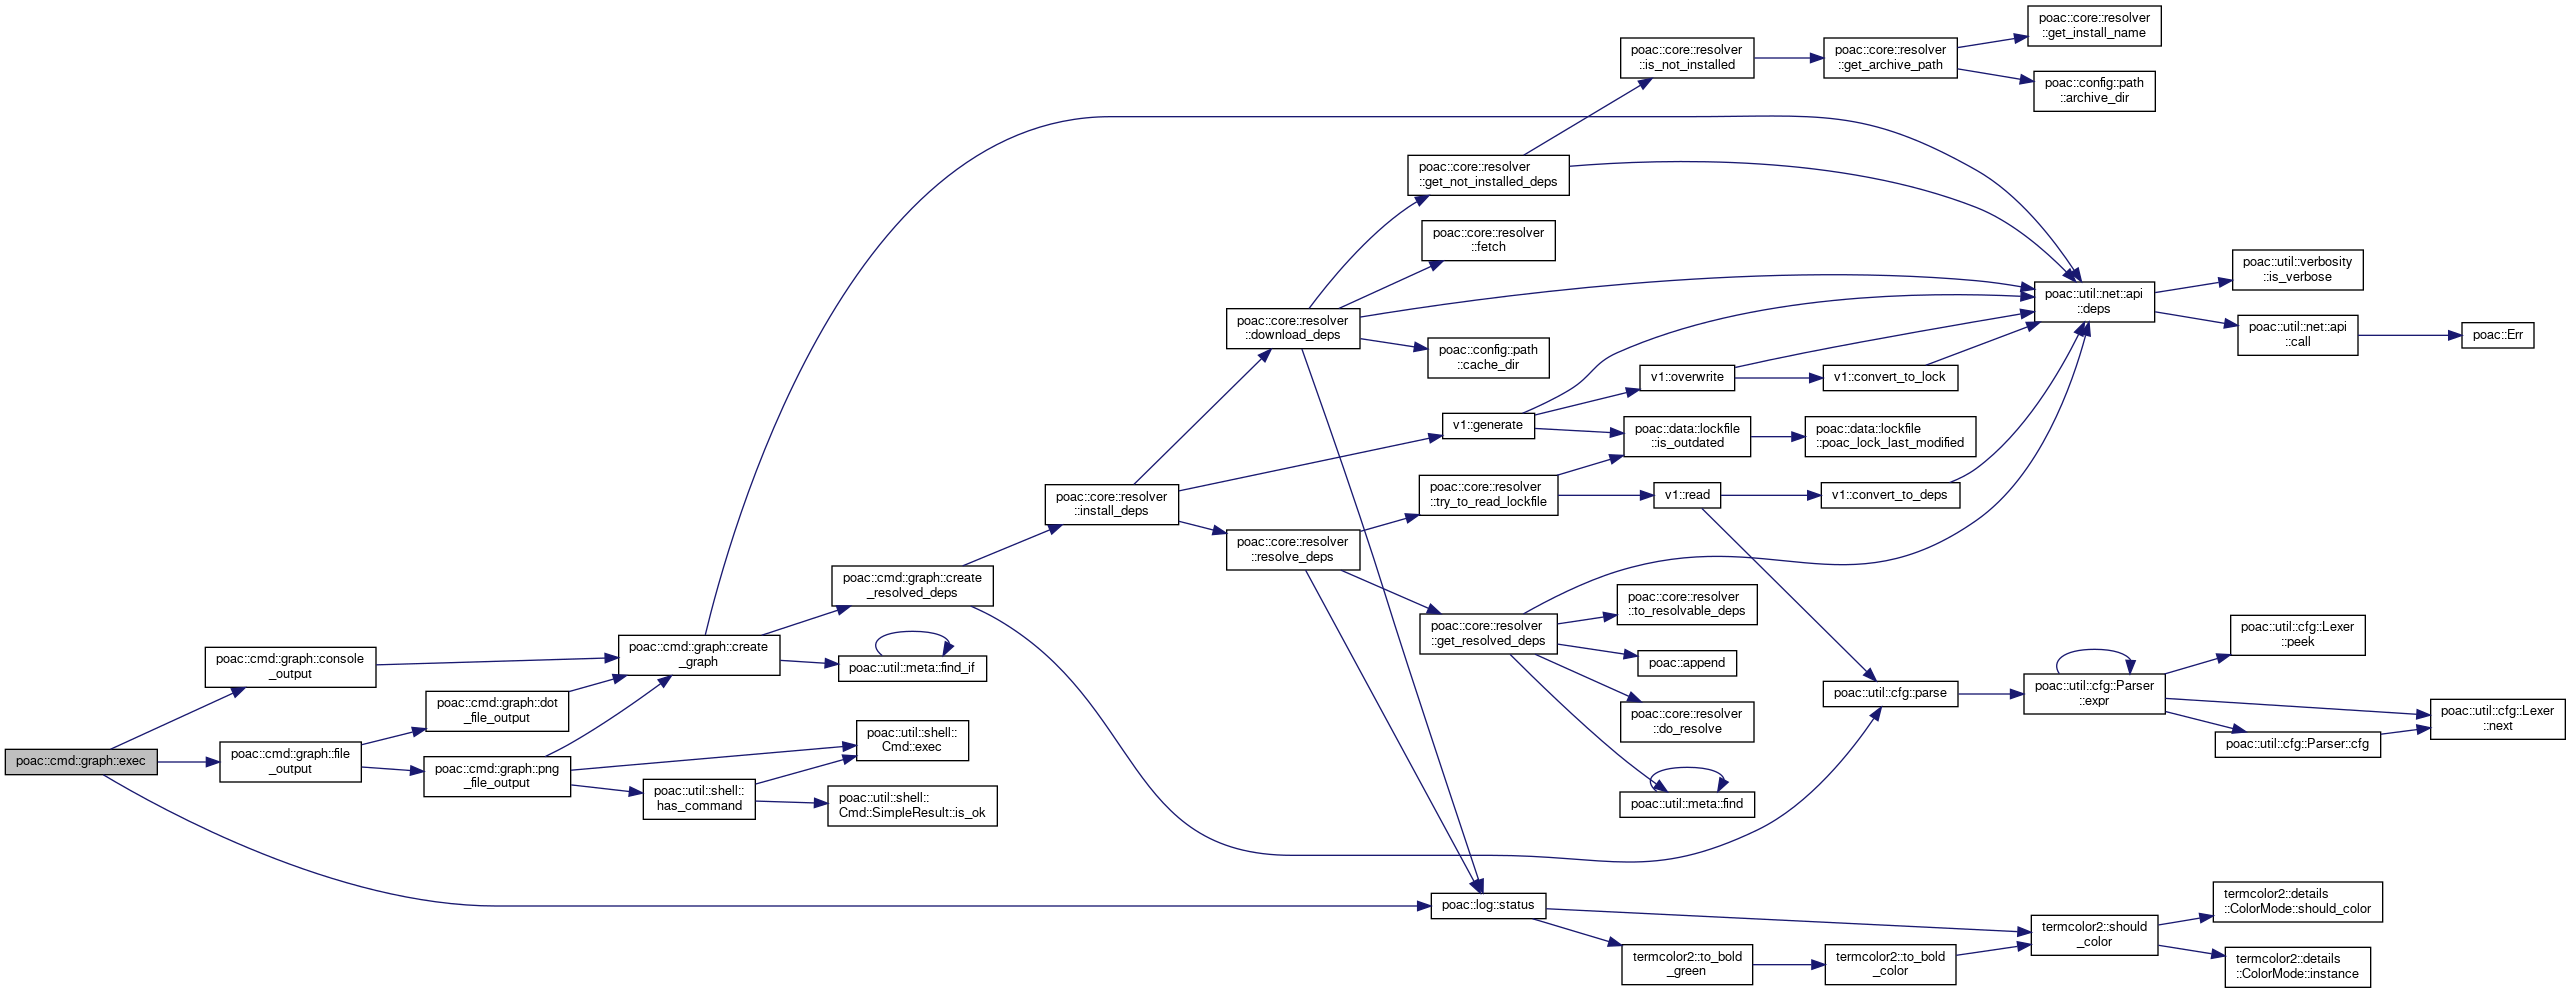 poac::cmd::graph::exec
poac::cmd::graph::console
_output
poac::cmd::graph::file
_output
poac::cmd::graph::dot
_file_output
poac::cmd::graph::png
_file_output
poac::cmd::graph::create
_graph
poac::util::shell::
has_command
poac::cmd::graph::create
_resolved_deps
poac::util::meta::find_if
poac::util::shell::
Cmd::exec
poac::util::shell::
Cmd::SimpleResult::is_ok
poac::core::resolver
::install_deps
poac::core::resolver
::download_deps
poac::core::resolver
::resolve_deps
poac::core::resolver
::get_not_installed_deps
poac::core::resolver
::fetch
poac::config::path
::cache_dir
v1::generate
poac::core::resolver
::try_to_read_lockfile
poac::core::resolver
::get_resolved_deps
poac::log::status
poac::core::resolver
::is_not_installed
v1::overwrite
poac::data::lockfile
::is_outdated
v1::read
poac::core::resolver
::to_resolvable_deps
poac::append
poac::core::resolver
::do_resolve
poac::util::meta::find
termcolor2::to_bold
_green
poac::core::resolver
::get_archive_path
v1::convert_to_lock
poac::data::lockfile
::poac_lock_last_modified
v1::convert_to_deps
poac::util::cfg::parse
termcolor2::to_bold
_color
poac::core::resolver
::get_install_name
poac::config::path
::archive_dir
poac::util::net::api
::deps
poac::util::cfg::Parser
::expr
termcolor2::should
_color
poac::util::verbosity
::is_verbose
poac::util::net::api
::call
poac::util::cfg::Lexer
::peek
poac::util::cfg::Parser::cfg
termcolor2::details
::ColorMode::should_color
termcolor2::details
::ColorMode::instance
poac::Err
poac::util::cfg::Lexer
::next